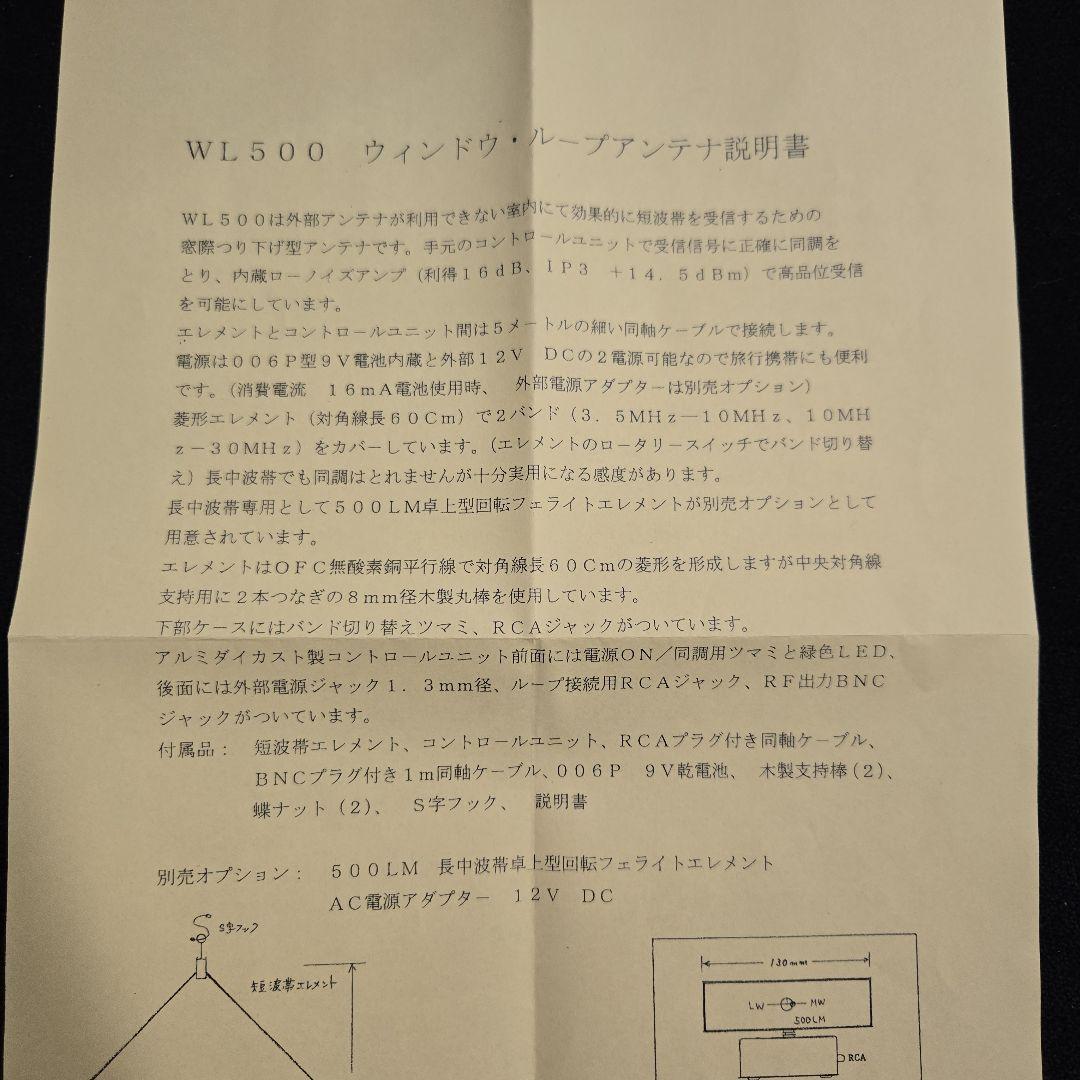 WL500　ウィンドウ・ループアンテナ説明書
WL500は外部アンテナが利用できない室内にて効果的に短波帯を受信するための
窓際つり下げ型アンテナです。手元のコントロールユニットで受信信号に正確に同調を
とり、内蔵ローノイズアンプ（利得16dB、IP3　+14．5dBm）で高品位受信
を可能にしています。
エレメントとコントロールユニット間は5メートルの細い同軸ケーブルで接続します。
電源は006P型9V電池内蔵と外部12V　DCの2電源可能なので旅行携帯にも便利
です。（消費電流　16mA電池使用時、　外部電源アダプターは別売オプション）
菱形エレメント（対角線長60Cm）で2バンド（3．5MHz―10MHz、10MH
z－30MHz）をカバーしています。（エレメントのロータリースイッチでバンド切り替
え）長中波帯でも同調はとれませんが十分実用になる感度があります。
長中波帯専用として500LM卓上型回転フェライトエレメントが別売オプションとして
用意されています。
エレメントはOFC無酸素銅平行線で対角線長60Cmの菱形を形成しますが中央対角線
支持用に2本つなぎの8mm径木製丸棒を使用しています。
下部ケースにはバンド切り替えツマミ、RCAジャックがついています。
アルミダイカスト製コントロールユニット前面には電源ON／同調用ツマミと緑色LED、
後面には外部電源ジャック1．3mm径、ループ接続用RCAジャック、RF出力BNC
ジャックがついています。
付属品：　短波帯エレメント、コントロールユニット、RCAプラグ付き同軸ケーブル、
BNCプラグ付き1m同軸ケーブル、006P　9V乾電池、　木製支持棒（2）、
蝶ナット（2）、　S字フック、　説明書
別売オプション：　500LM　長中波帯卓上型回転フェライトエレメント
AC電源アダプター　12V　DC
S字フック
短波帯エレメント
130mm
LW　MW
500LM
RCA